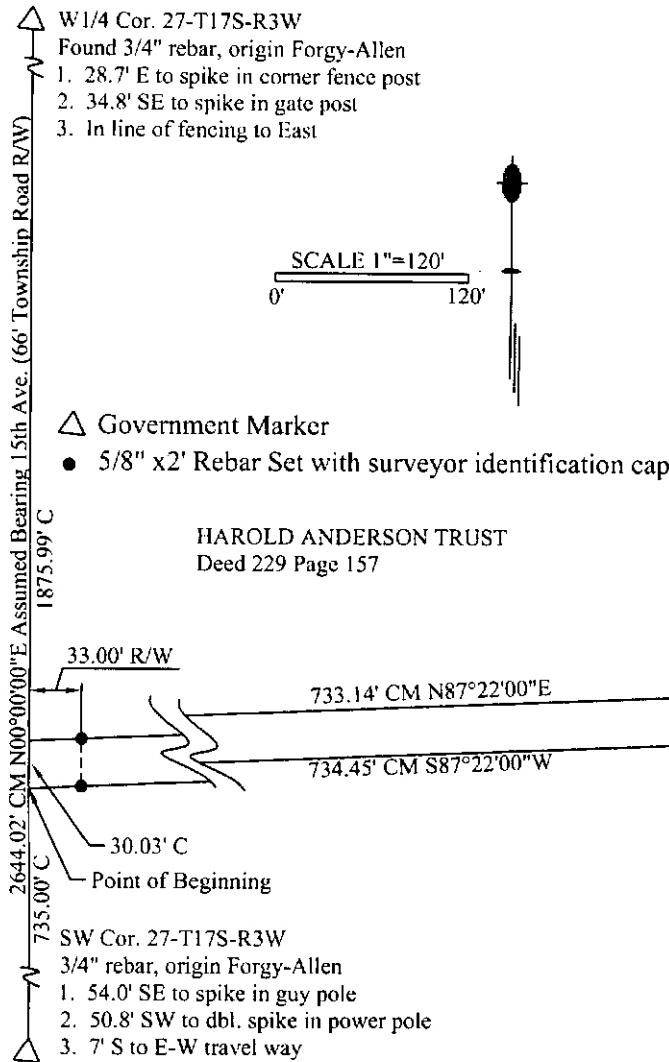 W1/4 Cor. 27-T17S-R3W
Found 3/4" rebar, origin Forgy-Allen
1. 28.7' E to spike in corner fence post
2. 34.8' SE to spike in gate post
3. In line of fencing to East
SCALE 1"=120'
0' 120'
Government Marker
5/8" x2' Rebar Set with surveyor identification cap
2644.02' CM N00°00'00"E Assumed Bearing 15th Ave. (66' Township Road R/W)
1875.99' C
HAROLD ANDERSON TRUST
Deed 229 Page 157
33.00' R/W
733.14' CM N87°22'00"E
734.45' CM S87°22'00"W
30.03' C
Point of Beginning
735.00' C
SW Cor. 27-T17S-R3W
3/4" rebar, origin Forgy-Allen
1. 54.0' SE to spike in guy pole
2. 50.8' SW to dbl. spike in power pole
3. 7' S to E-W travel way